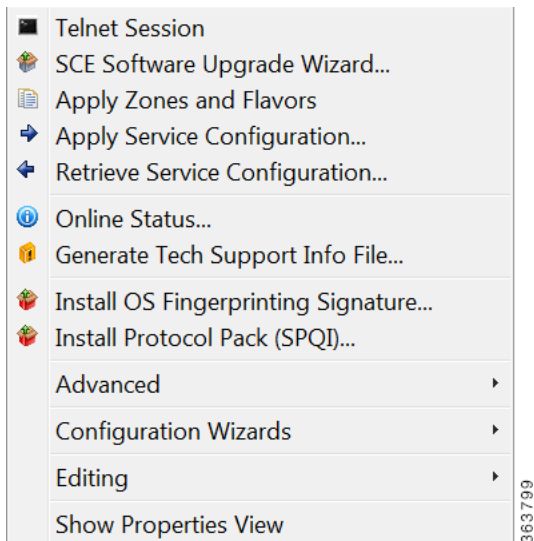 Telnet Session
SCE Software Upgrade Wizard...
Apply Zones and Flavors
Apply Service Configuration...
Retrieve Service Configuration...
Online Status...
Generate Tech Support Info File...
Install OS Fingerprinting Signature...
Install Protocol Pack (SPQI)...
Advanced
Configuration Wizards
Editing
Show Properties View
363799